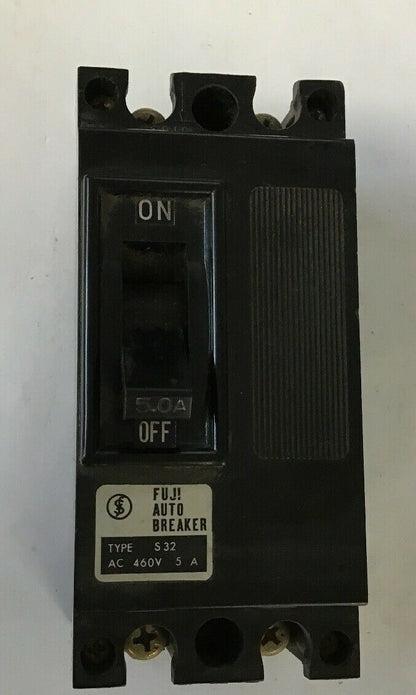 ON
5.0A
OFF
FUJI
AUTO
BREAKER
TYPE S32
AC 460V 5 A